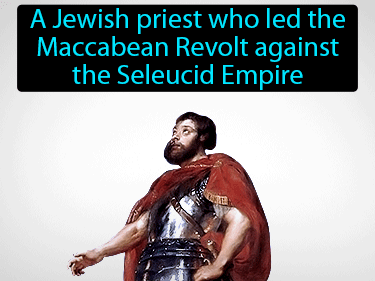 A Jewish priest who led the
Maccabean Revolt against
the Seleucid Empire